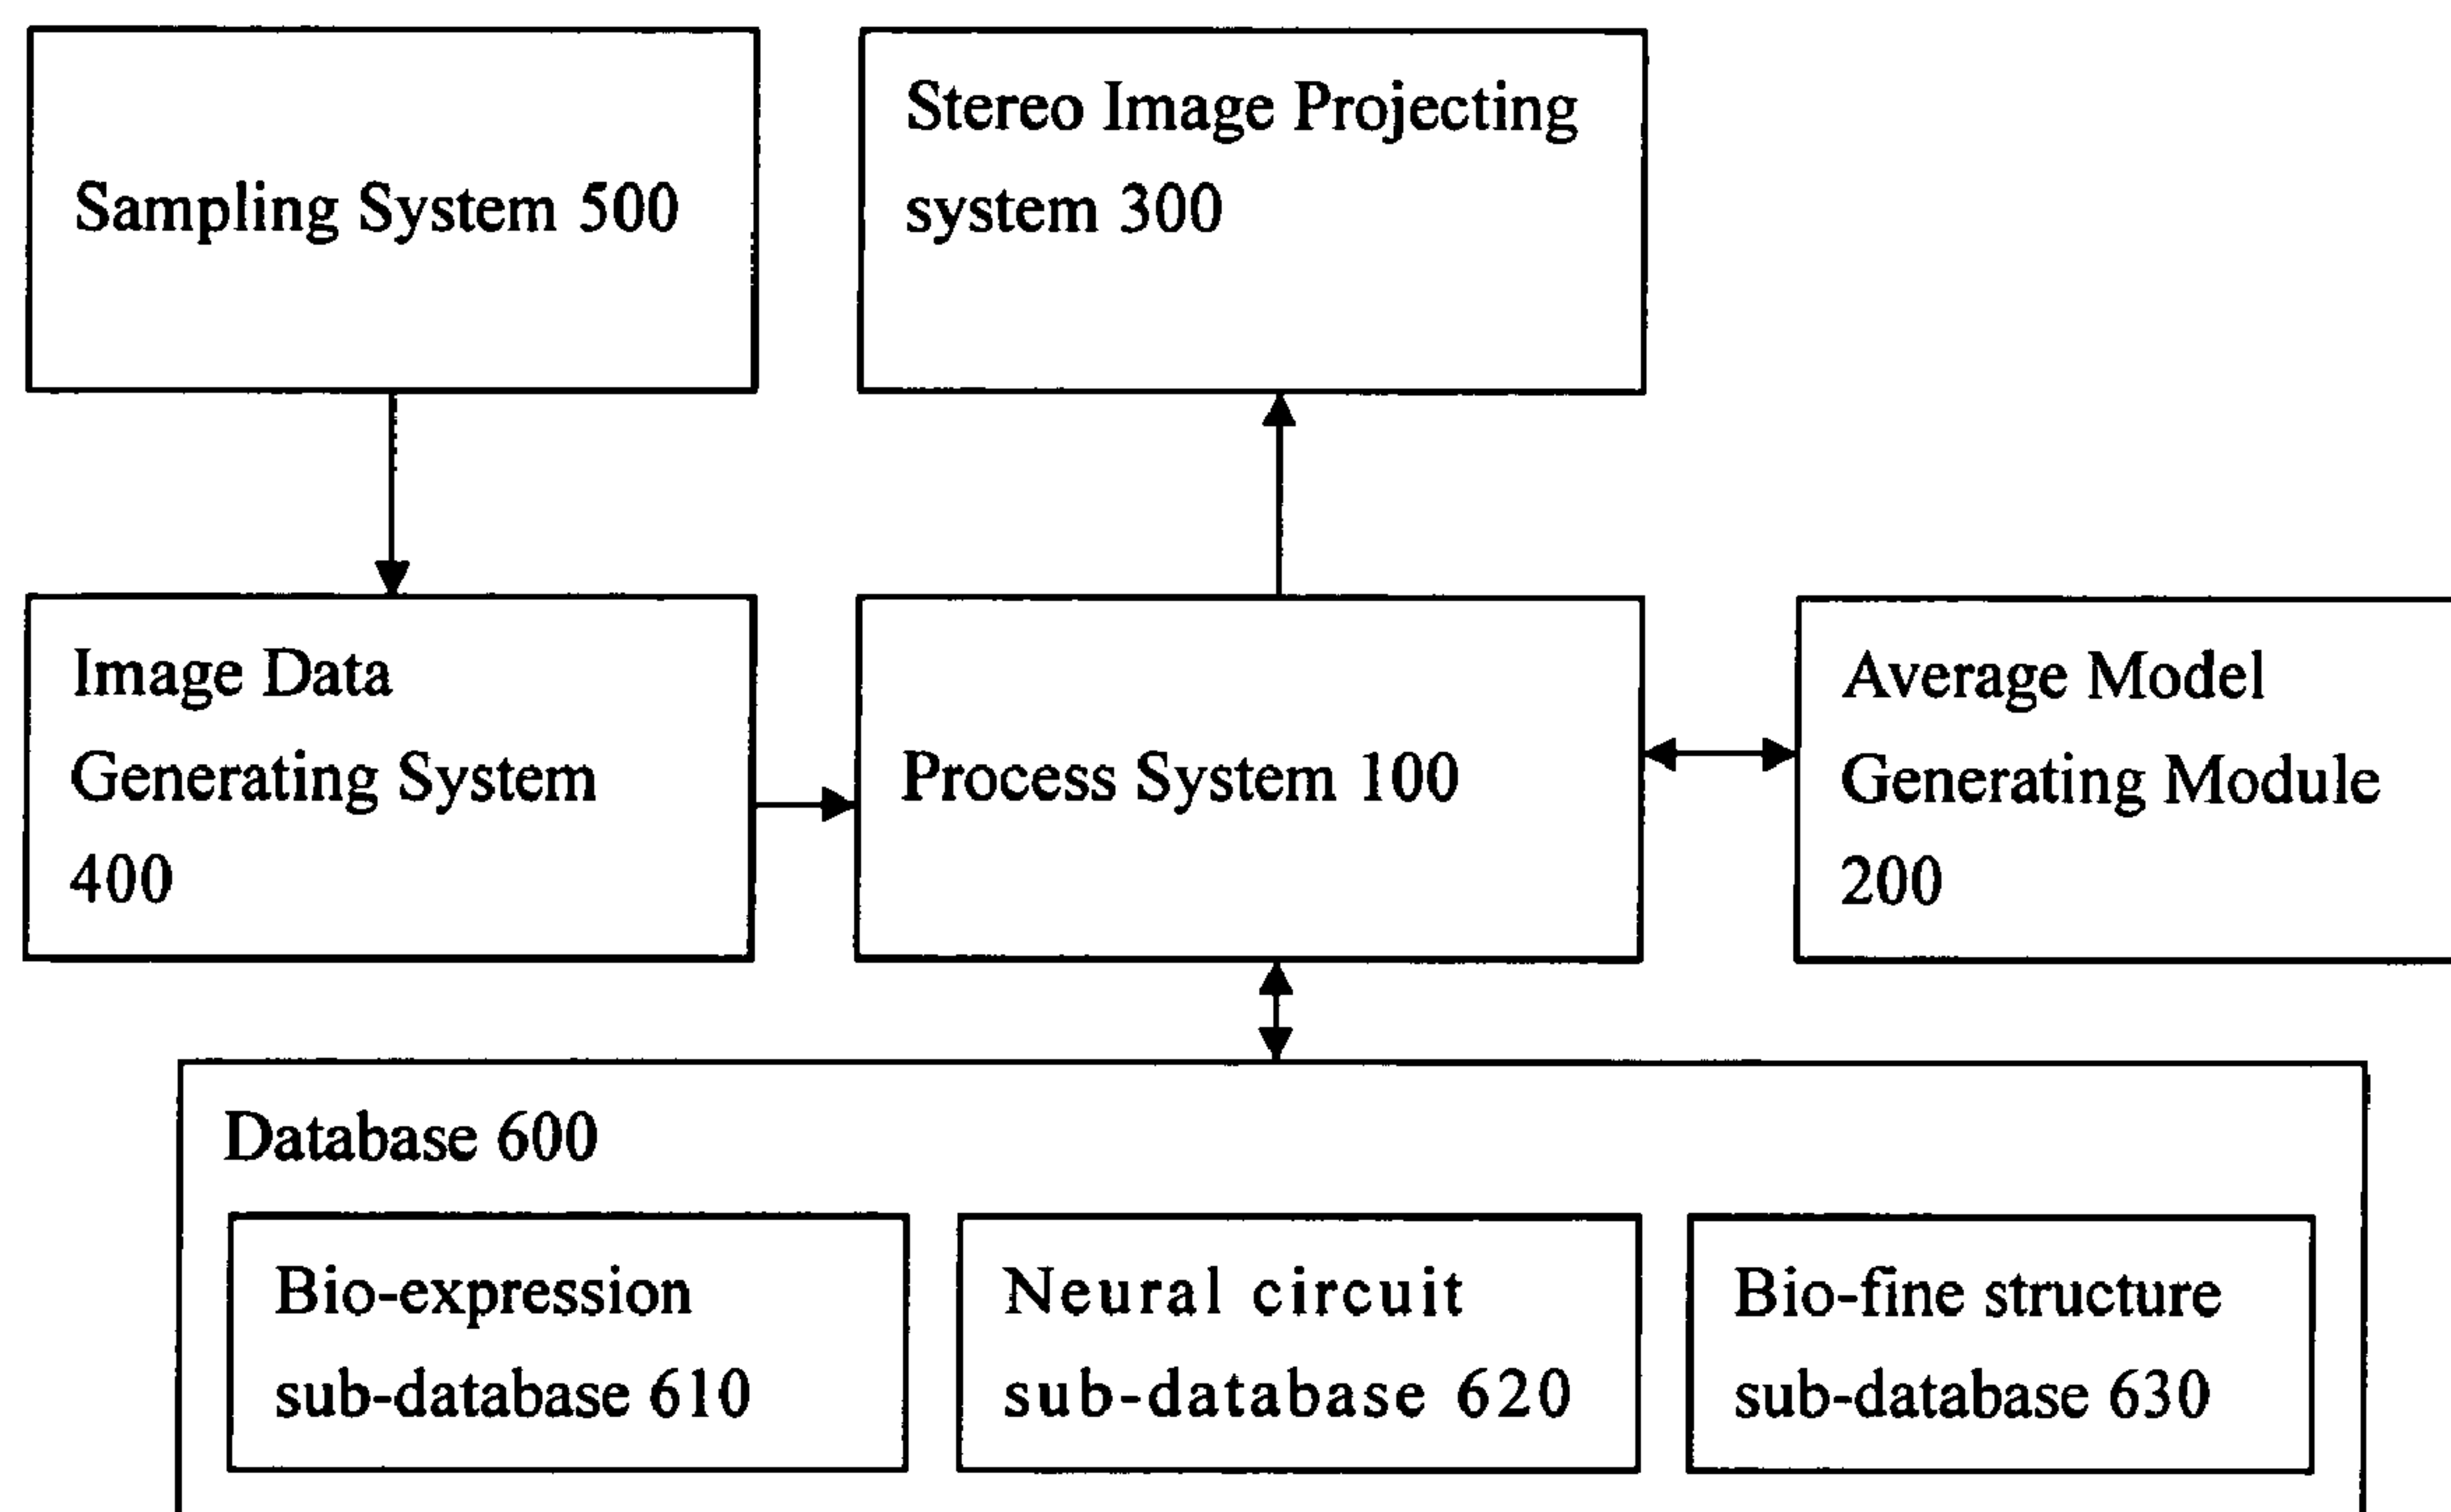 Sampling System 500
Stereo Image Projecting
system 300
Image Data
Generating System
400
Process System 100
Average Model
Generating Module
200
Database 600
Bio-expression
sub-database 610
Neural circuit
sub-database 620
Bio-fine structure
sub-database 630